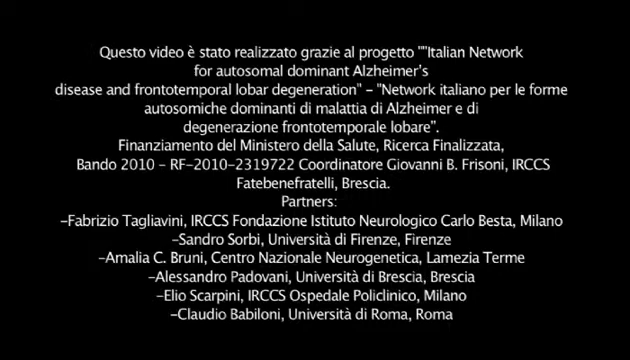 Questo video è stato realizzato grazie al progetto ""Italian Network
for autosomal dominant Alzheimer's
disease and frontotemporal lobar degeneration" – "Network italiano per le forme
autosomiche dominanti di malattia di Alzheimer e di
degenerazione frontotemporale lobare".
Finanziamento del Ministero della Salute, Ricerca Finalizzata,
Bando 2010 – RF-2010-2319722 Coordinatore Giovanni B. Frisoni, IRCCS
Fatebenefratelli, Brescia.
Partners:
-Fabrizio Tagliavini, IRCCS Fondazione Istituto Neurologico Carlo Besta, Milano
-Sandro Sorbi, Università di Firenze, Firenze
-Amalia C. Bruni, Centro Nazionale Neurogenetica, Lamezia Terme
-Alessandro Padovani, Università di Brescia, Brescia
-Elio Scarpini, IRCCS Ospedale Policlinico, Milano
-Claudio Babiloni, Università di Roma, Roma